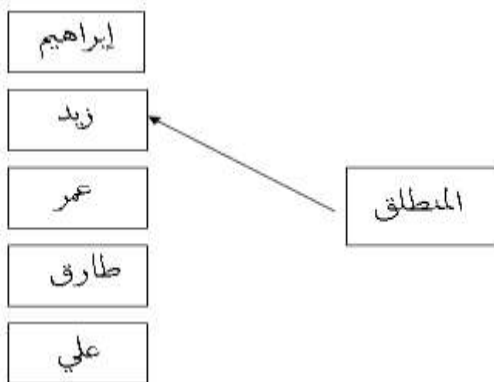 إبراهيم
زيد
عمر
طارق
علي
المنطلق